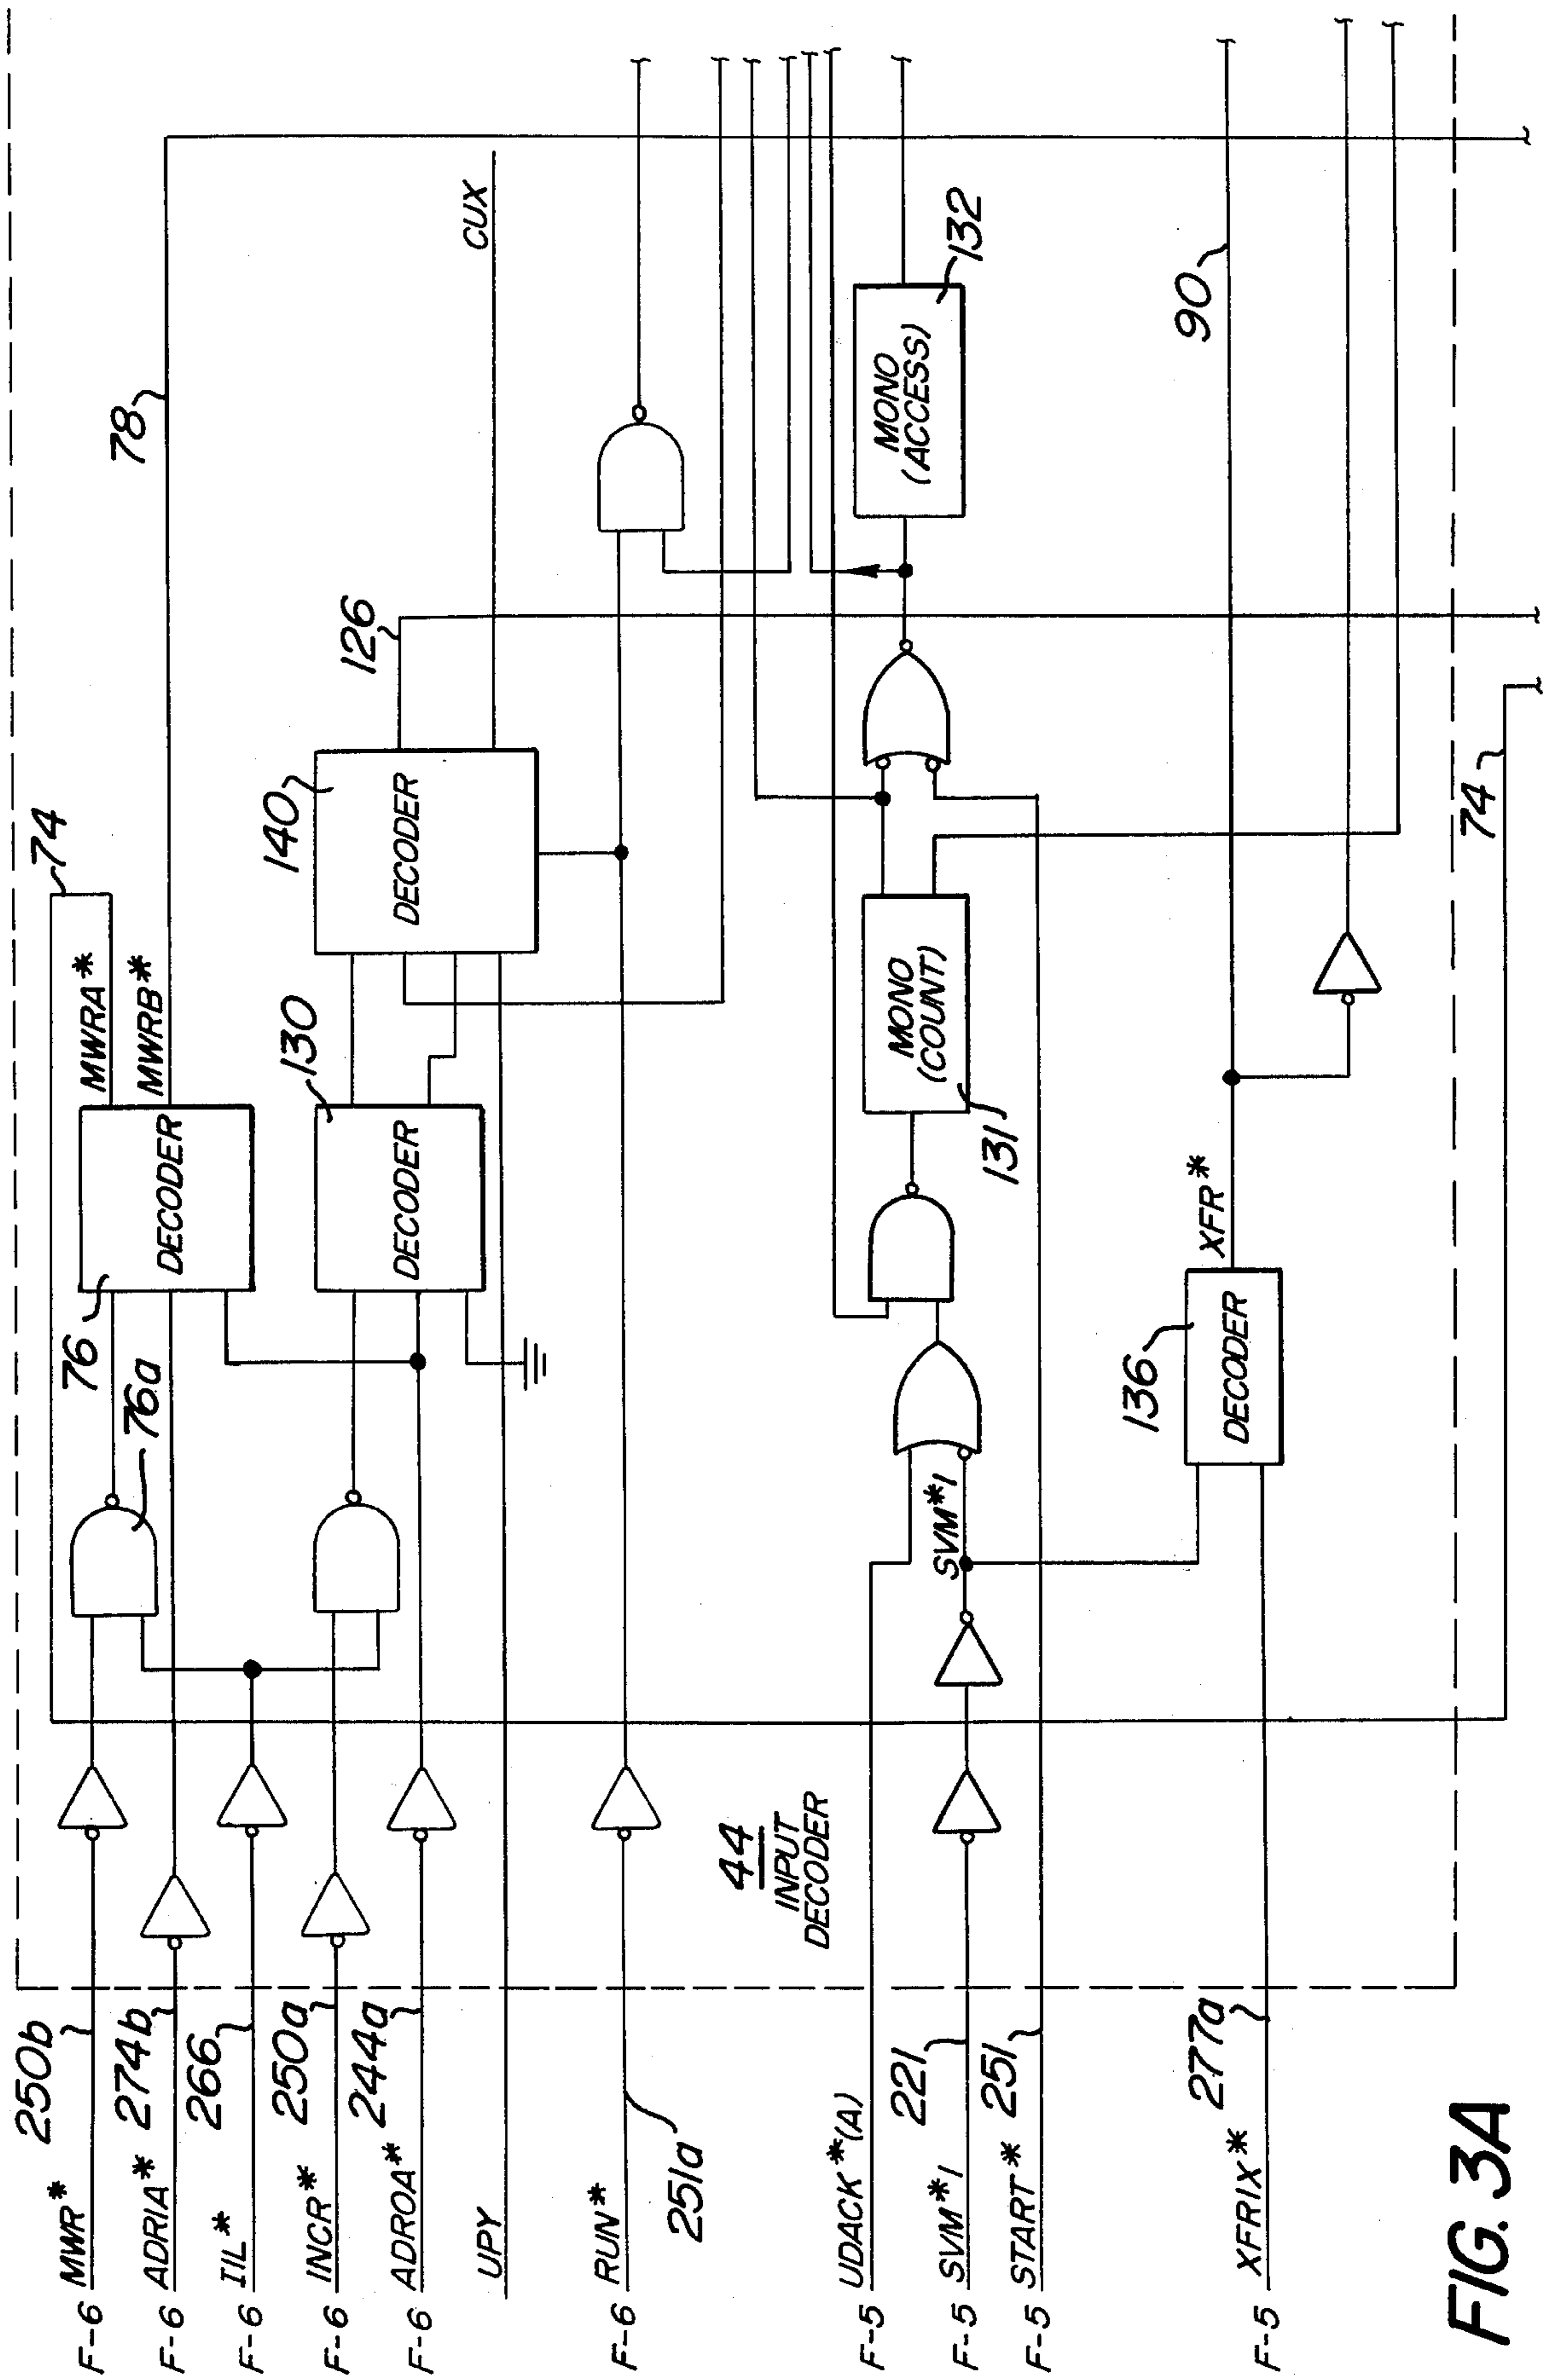 F-6 MWR* 250b
F-6 ADRIA* 274b
F-6 IIL* 266
F-6 INCR* 250a
F-6 ADROA* 244a
UPY
F-6 RUN*
251a
44
INPUT
DECODER
F-5 UDACK*(A)
F-5 SVM*1 221
F-5 START* 251
F-5 XFRIX* 277a
76a
76
DECODER
MWRA*
MWRB*
74
78
130
DECODER
140
DECODER
126
CUX
SVM*1
131
MONO
(COUNT)
132
MONO
(ACCESS)
136
DECODER
XFR*
90
74
FIG. 3A